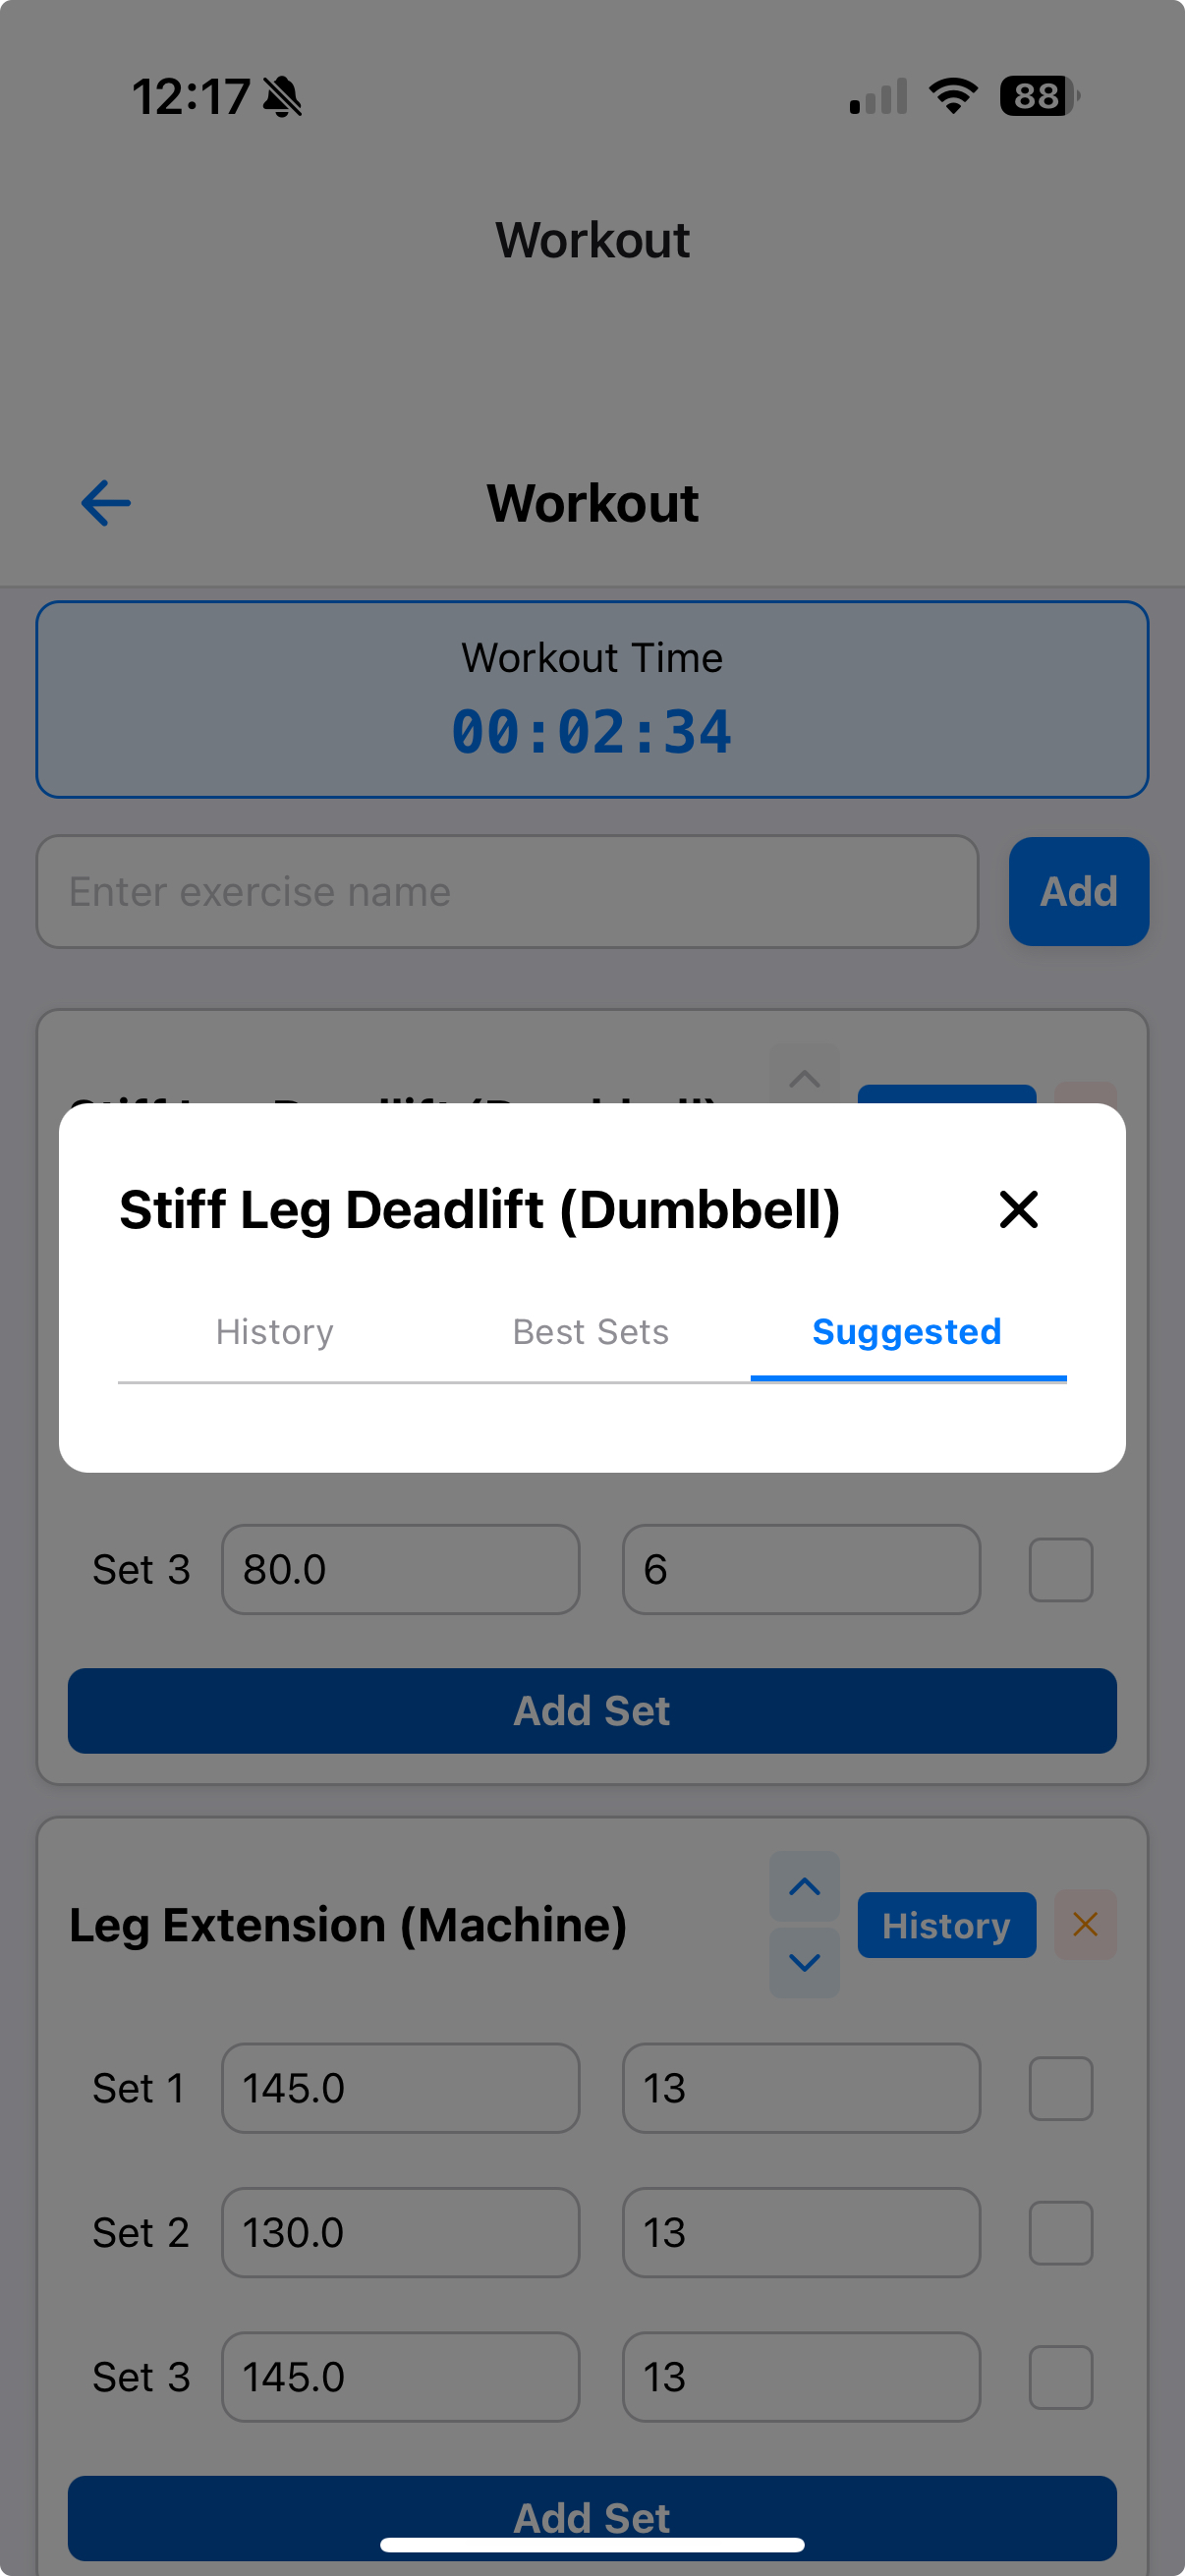 12:17
88
Workout
Workout
Workout Time
00:02:34
Enter exercise name
Add
Stiff Leg Deadlift (Dumbbell)
History
Best Sets
Suggested
Set 3
80.0
6
Add Set
Leg Extension (Machine)
History
Set 1
145.0
13
Set 2
130.0
13
Set 3
145.0
13
Add Set